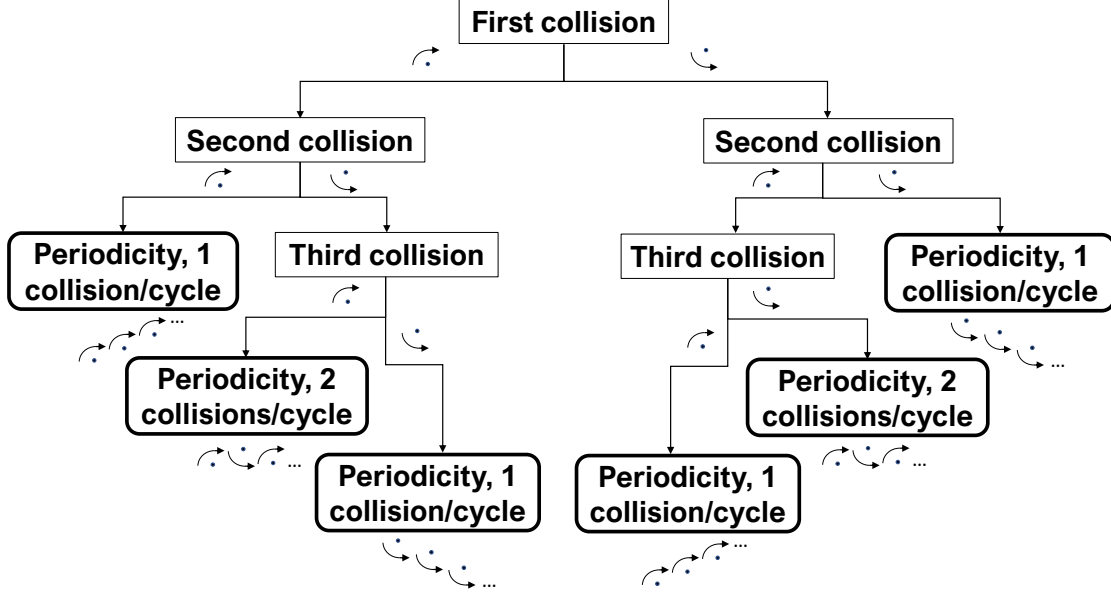 First collision
Second collision
Second collision
Periodicity, 1
collision/cycle
...
Third collision
Third collision
Periodicity, 1
collision/cycle
...
Periodicity, 2
collisions/cycle
...
Periodicity, 2
collisions/cycle
...
Periodicity, 1
collision/cycle
...
Periodicity, 1
collision/cycle
...